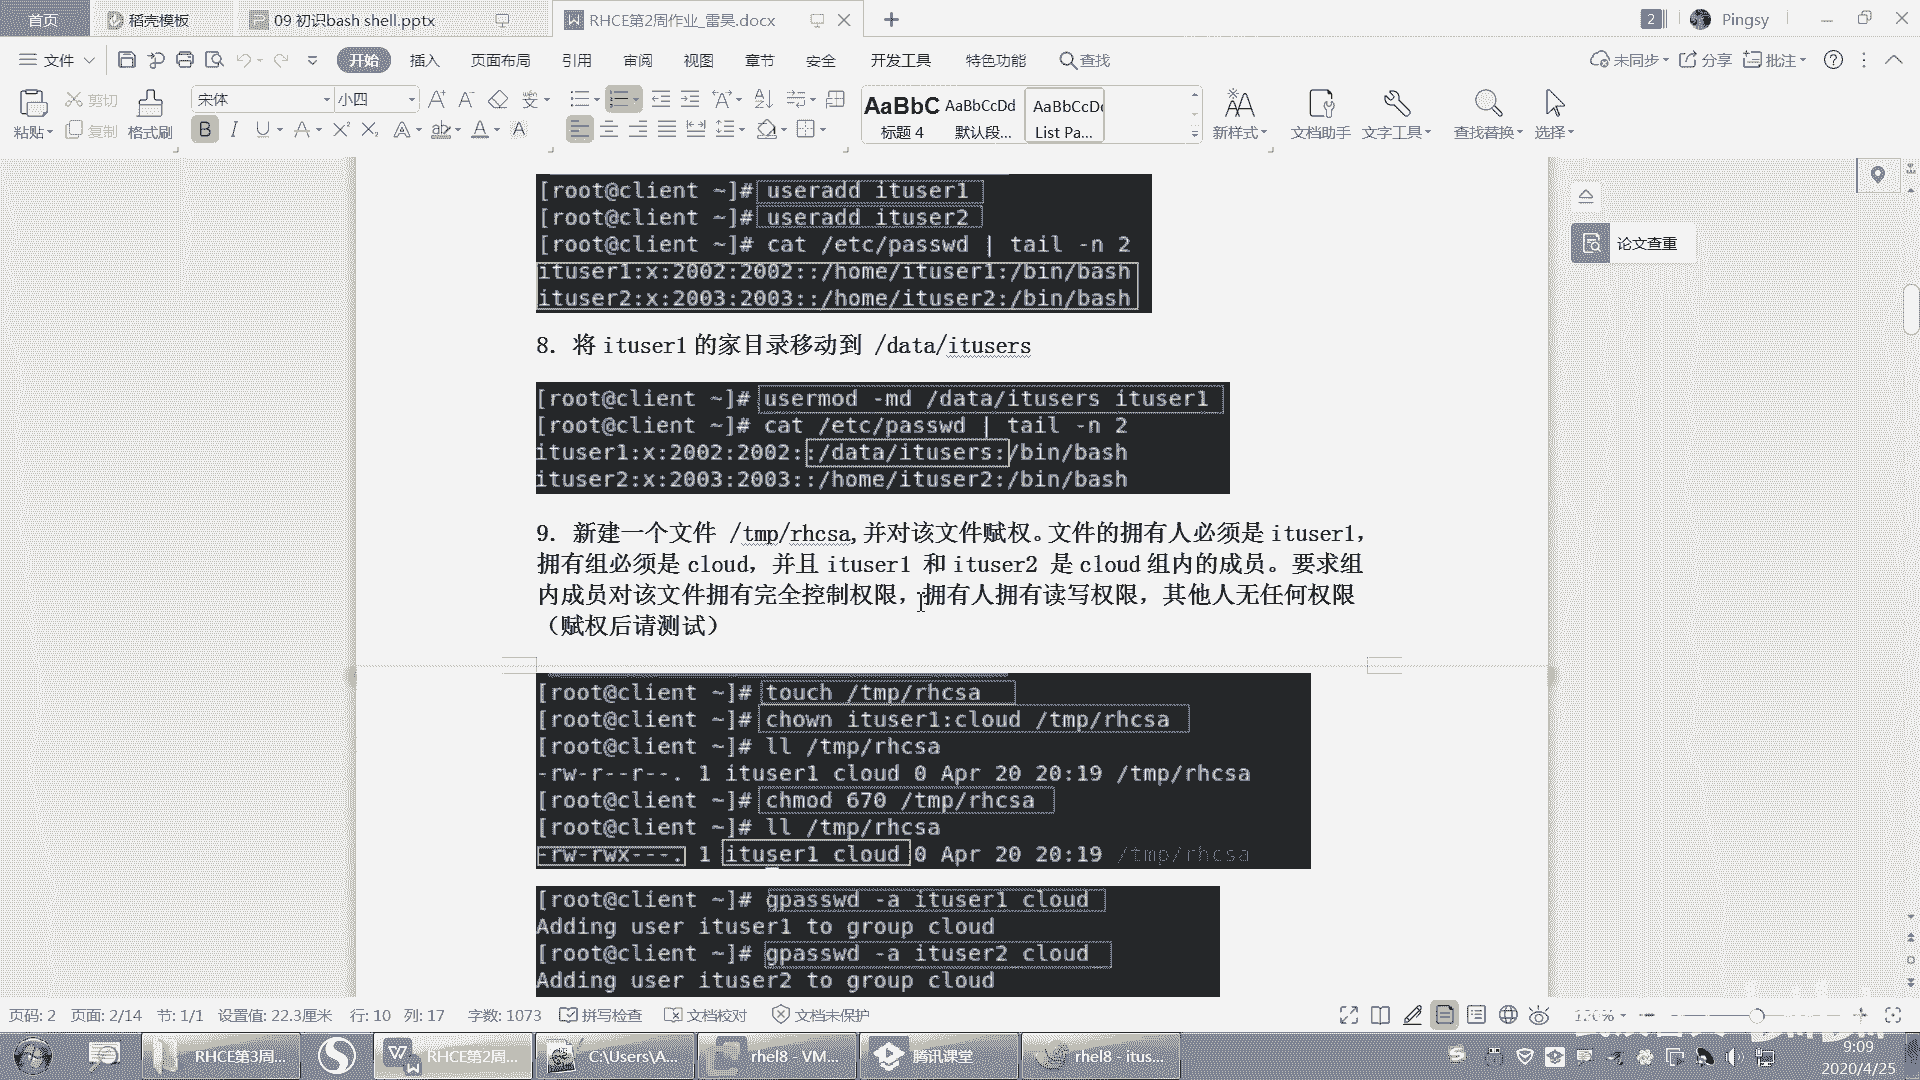 首页
稻壳模板
09 初识bash shell.pptx
RHCE第2周作业_雷昊.docx
2
Pingsy
文件
开始
插入
页面布局
引用
审阅
视图
章节
安全
开发工具
特色功能
查找
未同步
分享
批注
粘贴
剪切
复制
格式刷
宋体
小四
AaBbC
标题 4
AaBbCcDd
默认段...
AaBbCcD
List Pa...
新样式
文档助手
文字工具
查找替换
选择
论文查重
[root@client ~]# useradd ituser1
[root@client ~]# useradd ituser2
[root@client ~]# cat /etc/passwd | tail -n 2
ituser1:x:2002:2002::/home/ituser1:/bin/bash
ituser2:x:2003:2003::/home/ituser2:/bin/bash
8. 将 ituser1 的家目录移动到 /data/itusers
[root@client ~]# usermod -md /data/itusers ituser1
[root@client ~]# cat /etc/passwd | tail -n 2
ituser1:x:2002:2002::/data/itusers:/bin/bash
ituser2:x:2003:2003::/home/ituser2:/bin/bash
9. 新建一个文件 /tmp/rhcsa,并对该文件赋权。文件的拥有人必须是 ituser1,
拥有组必须是 cloud，并且 ituser1 和 ituser2 是 cloud 组内的成员。要求组
内成员对该文件拥有完全控制权限，拥有人拥有读写权限，其他人无任何权限
（赋权后请测试）
[root@client ~]# touch /tmp/rhcsa
[root@client ~]# chown ituser1:cloud /tmp/rhcsa
[root@client ~]# ll /tmp/rhcsa
-rw-r--r--. 1 ituser1 cloud 0 Apr 20 20:19 /tmp/rhcsa
[root@client ~]# chmod 670 /tmp/rhcsa
[root@client ~]# ll /tmp/rhcsa
-rw-rwx---. 1 ituser1 cloud 0 Apr 20 20:19 /tmp/rhcsa
[root@client ~]# gpasswd -a ituser1 cloud
Adding user ituser1 to group cloud
[root@client ~]# gpasswd -a ituser2 cloud
Adding user ituser2 to group cloud
页码: 2
页面: 2/14
节: 1/1
设置值: 22.3厘米
行: 10
列: 17
字数: 1073
拼写检查
文档校对
文档未保护
RHCE第3周...
RHCE第2周...
C:\Users\A...
rhel8 - VM...
腾讯课堂
rhel8 - itus...
9:09
2020/4/25